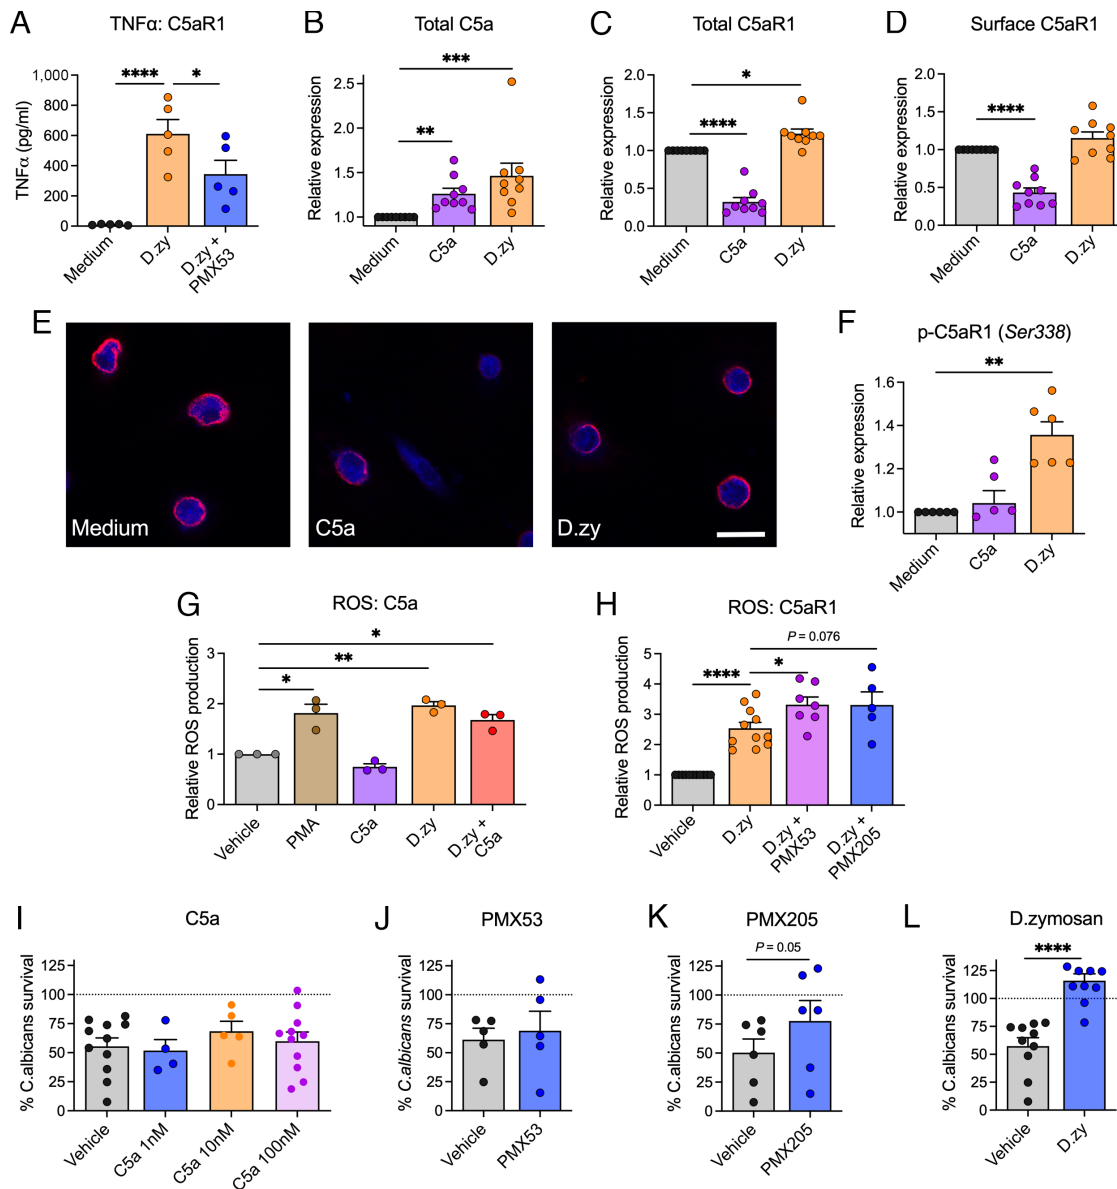 A
TNFα: C5aR1
TNFα (pg/ml)
1,000
800
600
400
200
0
****
*
Medium
D.zy
D.zy +
PMX53
B
Total C5a
Relative expression
2.5
2.0
1.5
1.0
**
***
Medium
C5a
D.zy
C
Total C5aR1
Relative expression
2.0
1.5
1.0
0.5
0.0
****
*
Medium
C5a
D.zy
D
Surface C5aR1
Relative expression
2.0
1.5
1.0
0.5
0.0
****
Medium
C5a
D.zy
E
Medium
C5a
D.zy
F
p-C5aR1 (Ser338)
Relative expression
1.6
1.4
1.2
1.0
**
Medium
C5a
D.zy
G
ROS: C5a
Relative ROS production
3
2
1
0
*
**
*
Vehicle
PMA
C5a
D.zy
D.zy +
C5a
H
ROS: C5aR1
Relative ROS production
5
4
3
2
1
0
P = 0.076
****
*
Vehicle
D.zy
D.zy +
PMX53
D.zy +
PMX205
I
C5a
% C.albicans survival
125
100
75
50
25
0
Vehicle
C5a 1nM
C5a 10nM
C5a 100nM
J
PMX53
% C.albicans survival
125
100
75
50
25
0
Vehicle
PMX53
K
PMX205
% C.albicans survival
125
100
75
50
25
0
P = 0.05
Vehicle
PMX205
L
D.zymosan
% C.albicans survival
125
100
75
50
25
0
****
Vehicle
D.zy